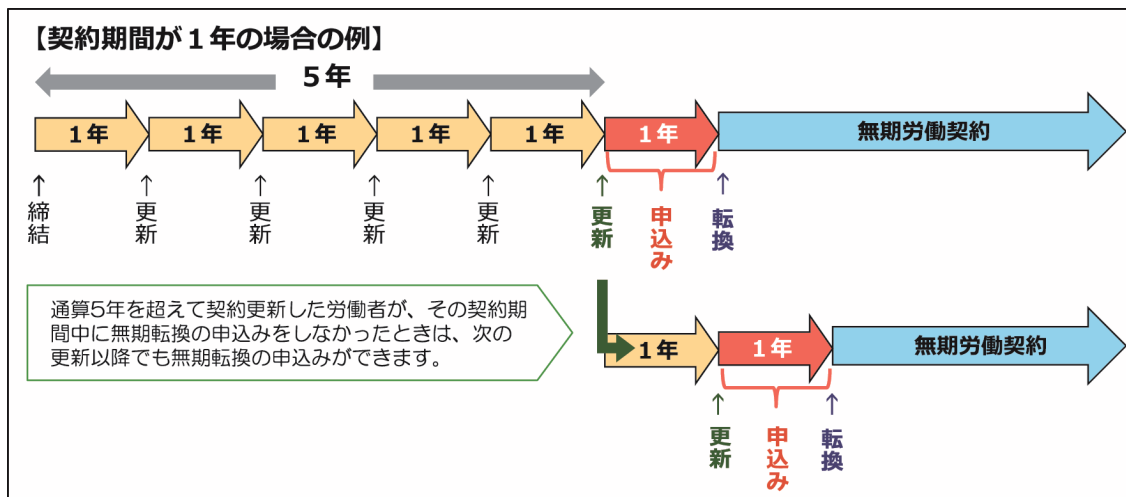 【契約期間が１年の場合の例】
５年
１年 １年 １年 １年 １年 １年 無期労働契約
↑締結 ↑更新 ↑更新 ↑更新 ↑更新 ↑更新 申込み ↑転換
通算5年を超えて契約更新した労働者が、その契約期
間中に無期転換の申込みをしなかったときは、次の
更新以降でも無期転換の申込みができます。
１年 １年 無期労働契約
↑更新 申込み ↑転換